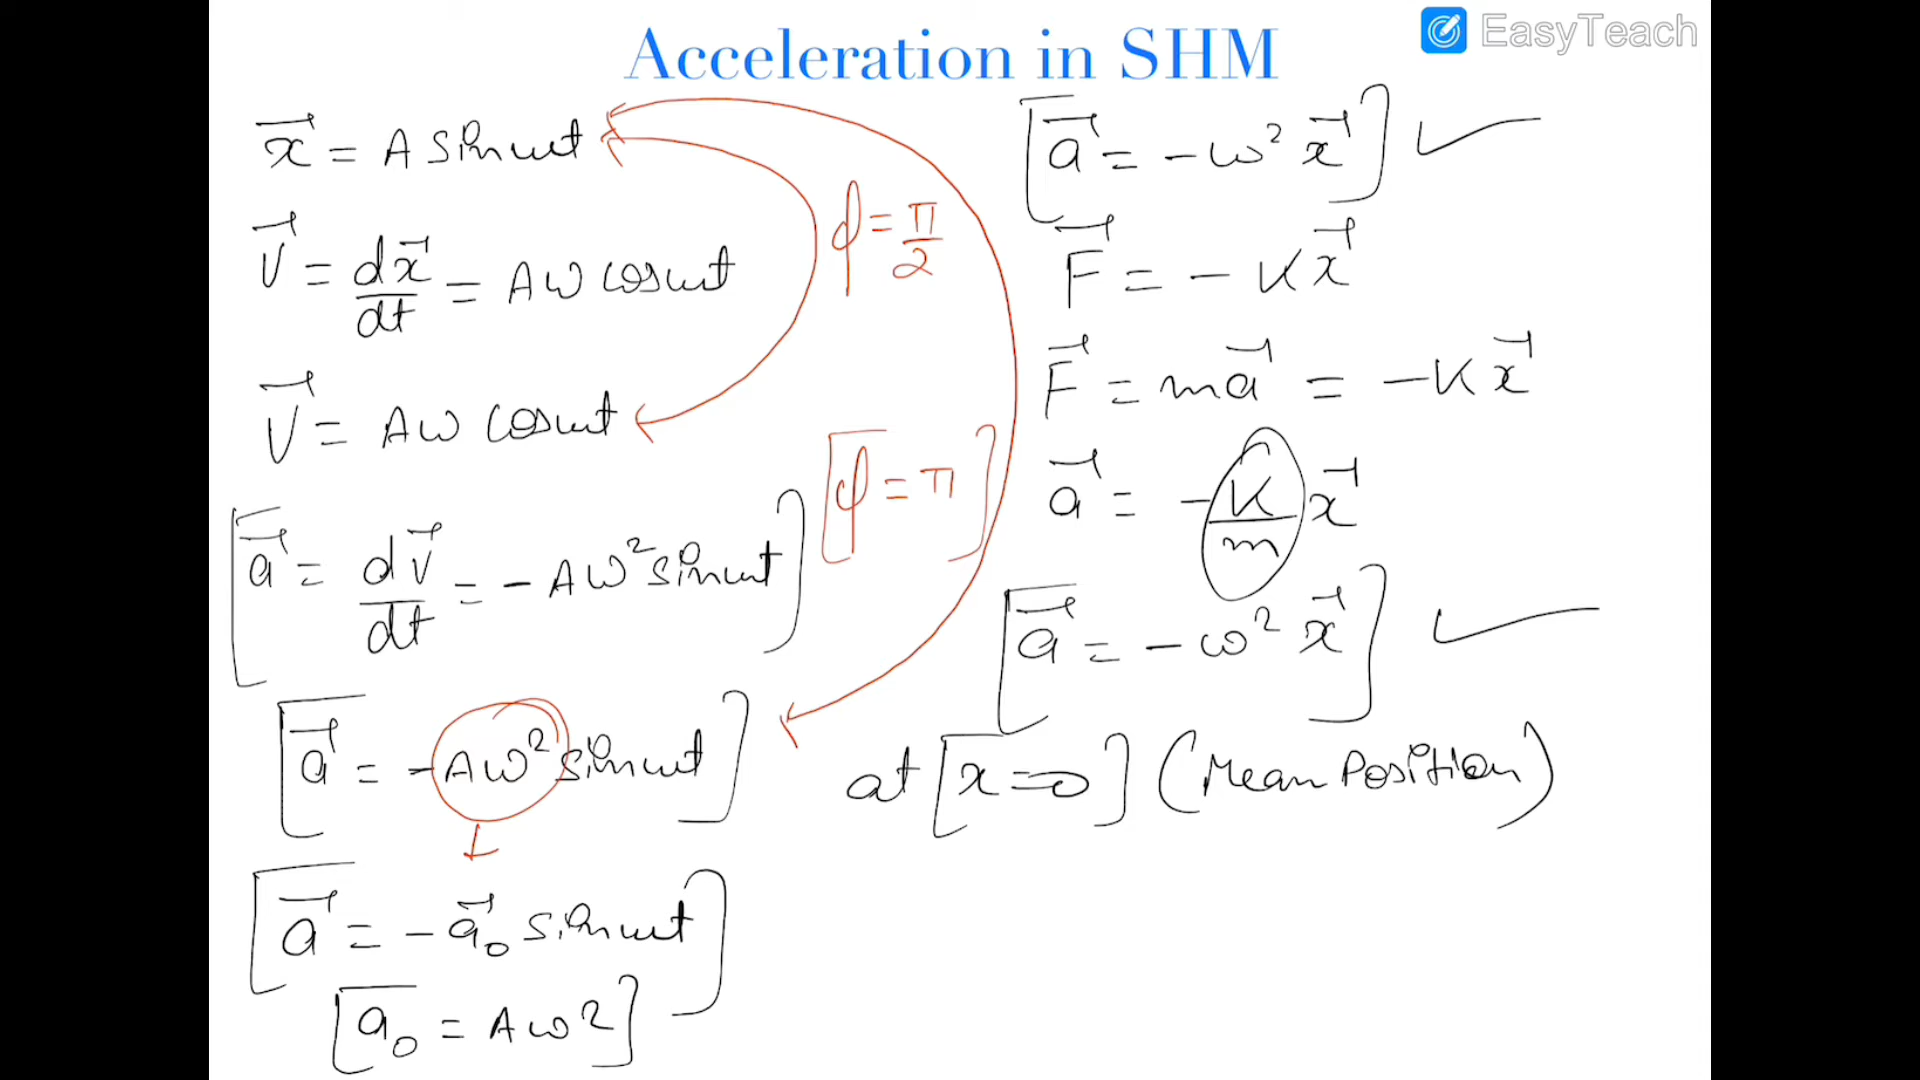 Acceleration in SHM
EasyTeach
x⃗ = A sinωt
v⃗ = dx⃗/dt = Aω cosωt
v⃗ = Aω cosωt
a⃗ = dv⃗/dt = -Aω² sinωt
a⃗ = -Aω² sinωt
a⃗ = -a⃗₀ sinωt
a₀ = Aω²
φ = π/2
[φ = π]
[a⃗ = -ω² x⃗] ✓
F⃗ = -Kx⃗
F⃗ = ma⃗ = -Kx⃗
a⃗ = -K/m x⃗
[a⃗ = -ω² x⃗] ✓
at [x=0] (Mean Position)